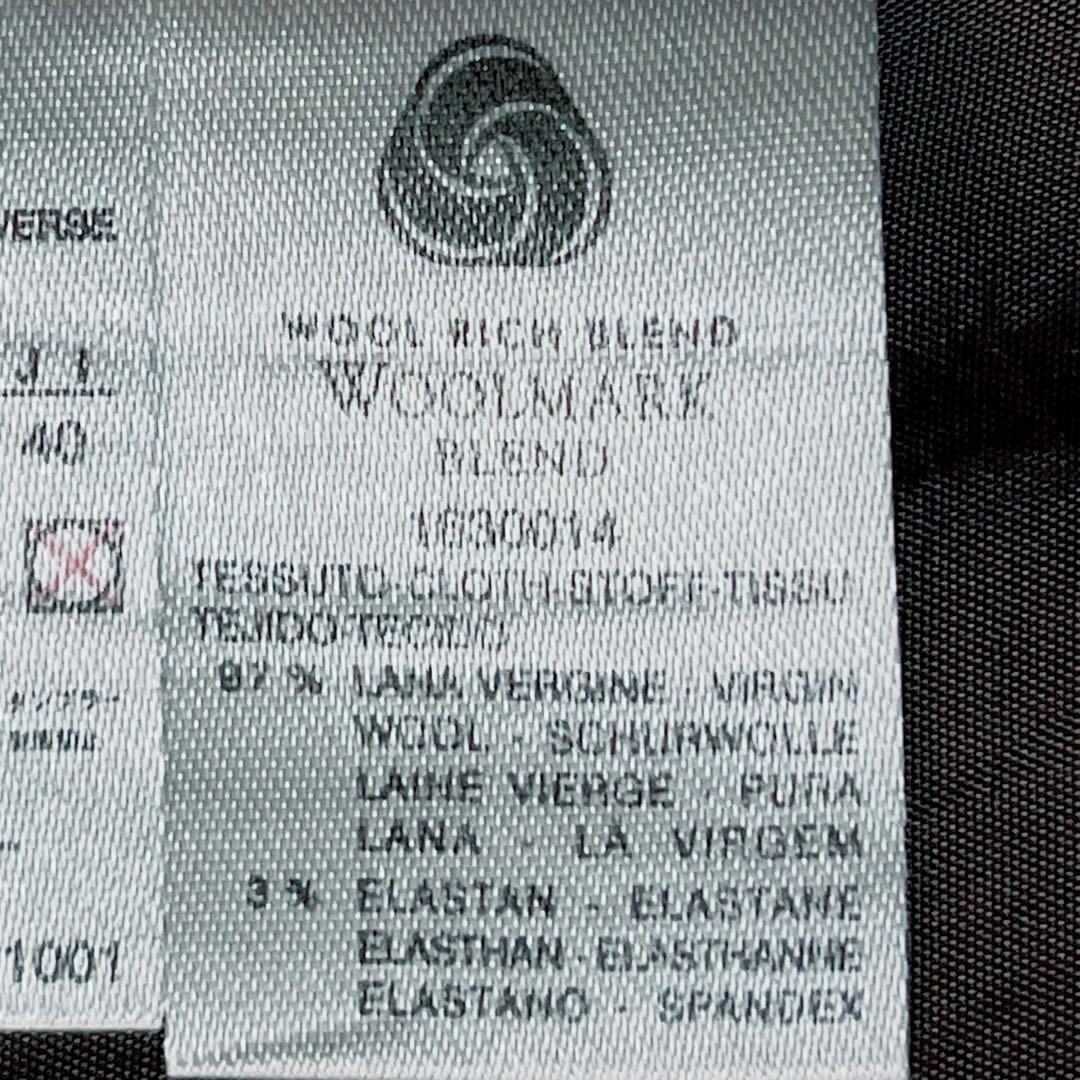 VERSE
40
1001
WOOL RICH BLEND
WOOLMARK
BLEND
1630014
TESSUTO-CLOTH-STOFF-TISSU
TEJIDO-TECIDO
97 % LANA VERGINE - VIRGIN
WOOL - SCHURWOLLE
LAINE VIERGE - PURA
LANA - LÃ VIRGEM
3 % ELASTAN - ELASTANE
ELASTHAN - ELASTHANNE
ELASTANO - SPANDEX